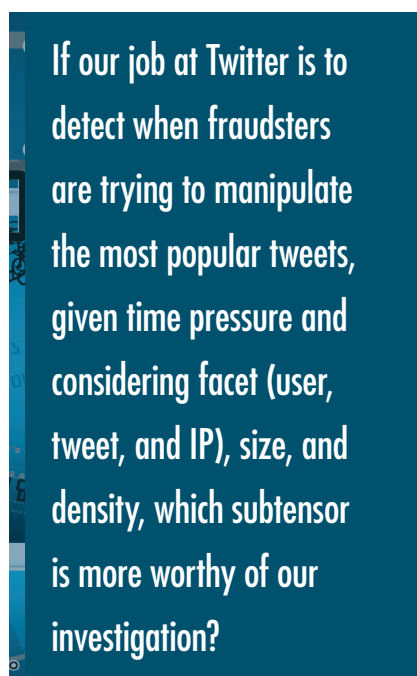 If our job at Twitter is to
detect when fraudsters
are trying to manipulate
the most popular tweets,
given time pressure and
considering facet (user,
tweet, and IP), size, and
density, which subtensor
is more worthy of our
investigation?